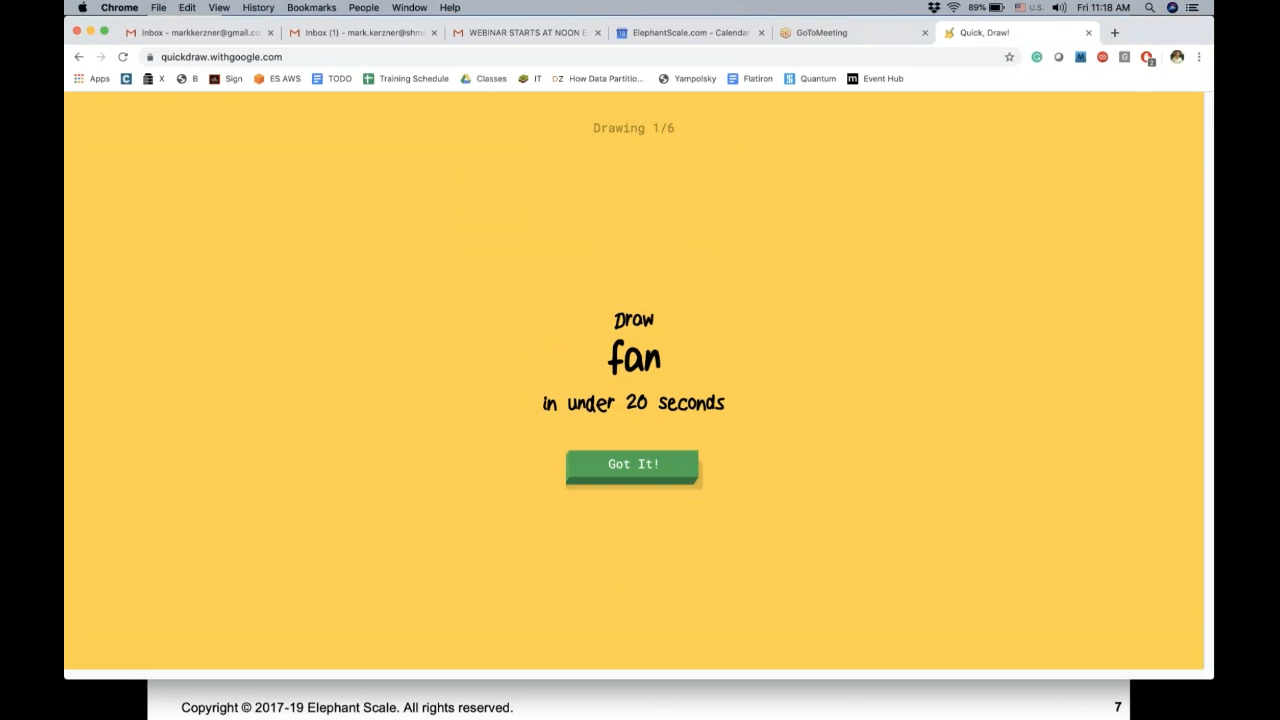 Chrome File Edit View History Bookmarks People Window Help 89% U.S. Fri 11:18 AM
Inbox - markkerzner@gmail.co Inbox (1) - mark.kerzner@shm WEBINAR STARTS AT NOON E ElephantScale.com - Calendar GoToMeeting Quick, Draw!
quickdraw.withgoogle.com
Apps X B Sign ES AWS TODO Training Schedule Classes IT DZ How Data Partitio... Yampolsky Flatiron Quantum Event Hub
Drawing 1/6
Draw
fan
in under 20 seconds
Got It!
Copyright © 2017-19 Elephant Scale. All rights reserved. 7